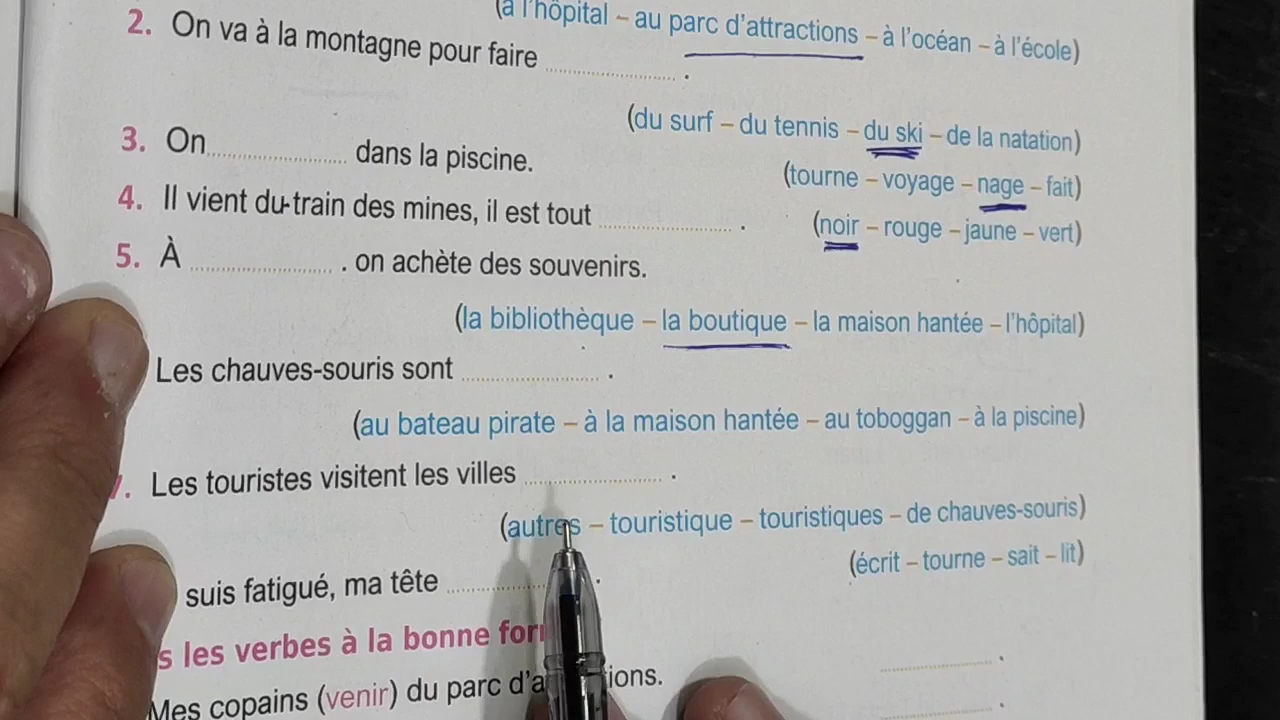 (à l'hôpital – au parc d'attractions – à l'océan – à l'école)
2. On va à la montagne pour faire .................... .
(du surf – du tennis – du ski – de la natation)
3. On .................... dans la piscine.
(tourne – voyage – nage – fait)
4. Il vient du train des mines, il est tout .................... .
(noir – rouge – jaune – vert)
5. À .................... . on achète des souvenirs.
(la bibliothèque – la boutique – la maison hantée – l'hôpital)
Les chauves-souris sont .................... .
(au bateau pirate – à la maison hantée – au toboggan – à la piscine)
7. Les touristes visitent les villes .................... .
(autres – touristique – touristiques – de chauves-souris)
suis fatigué, ma tête .................... .
(écrit – tourne – sait – lit)
s les verbes à la bonne for
Mes copains (venir) du parc d'a ions. .................... .
.................... .